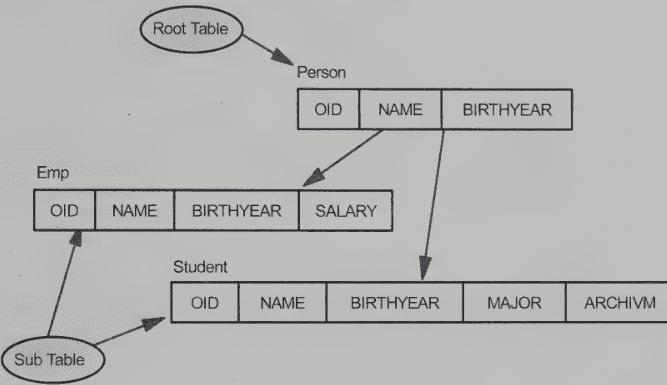 Root Table
Person
OID NAME BIRTHYEAR
Emp
OID NAME BIRTHYEAR SALARY
Student
OID NAME BIRTHYEAR MAJOR ARCHIVM
Sub Table